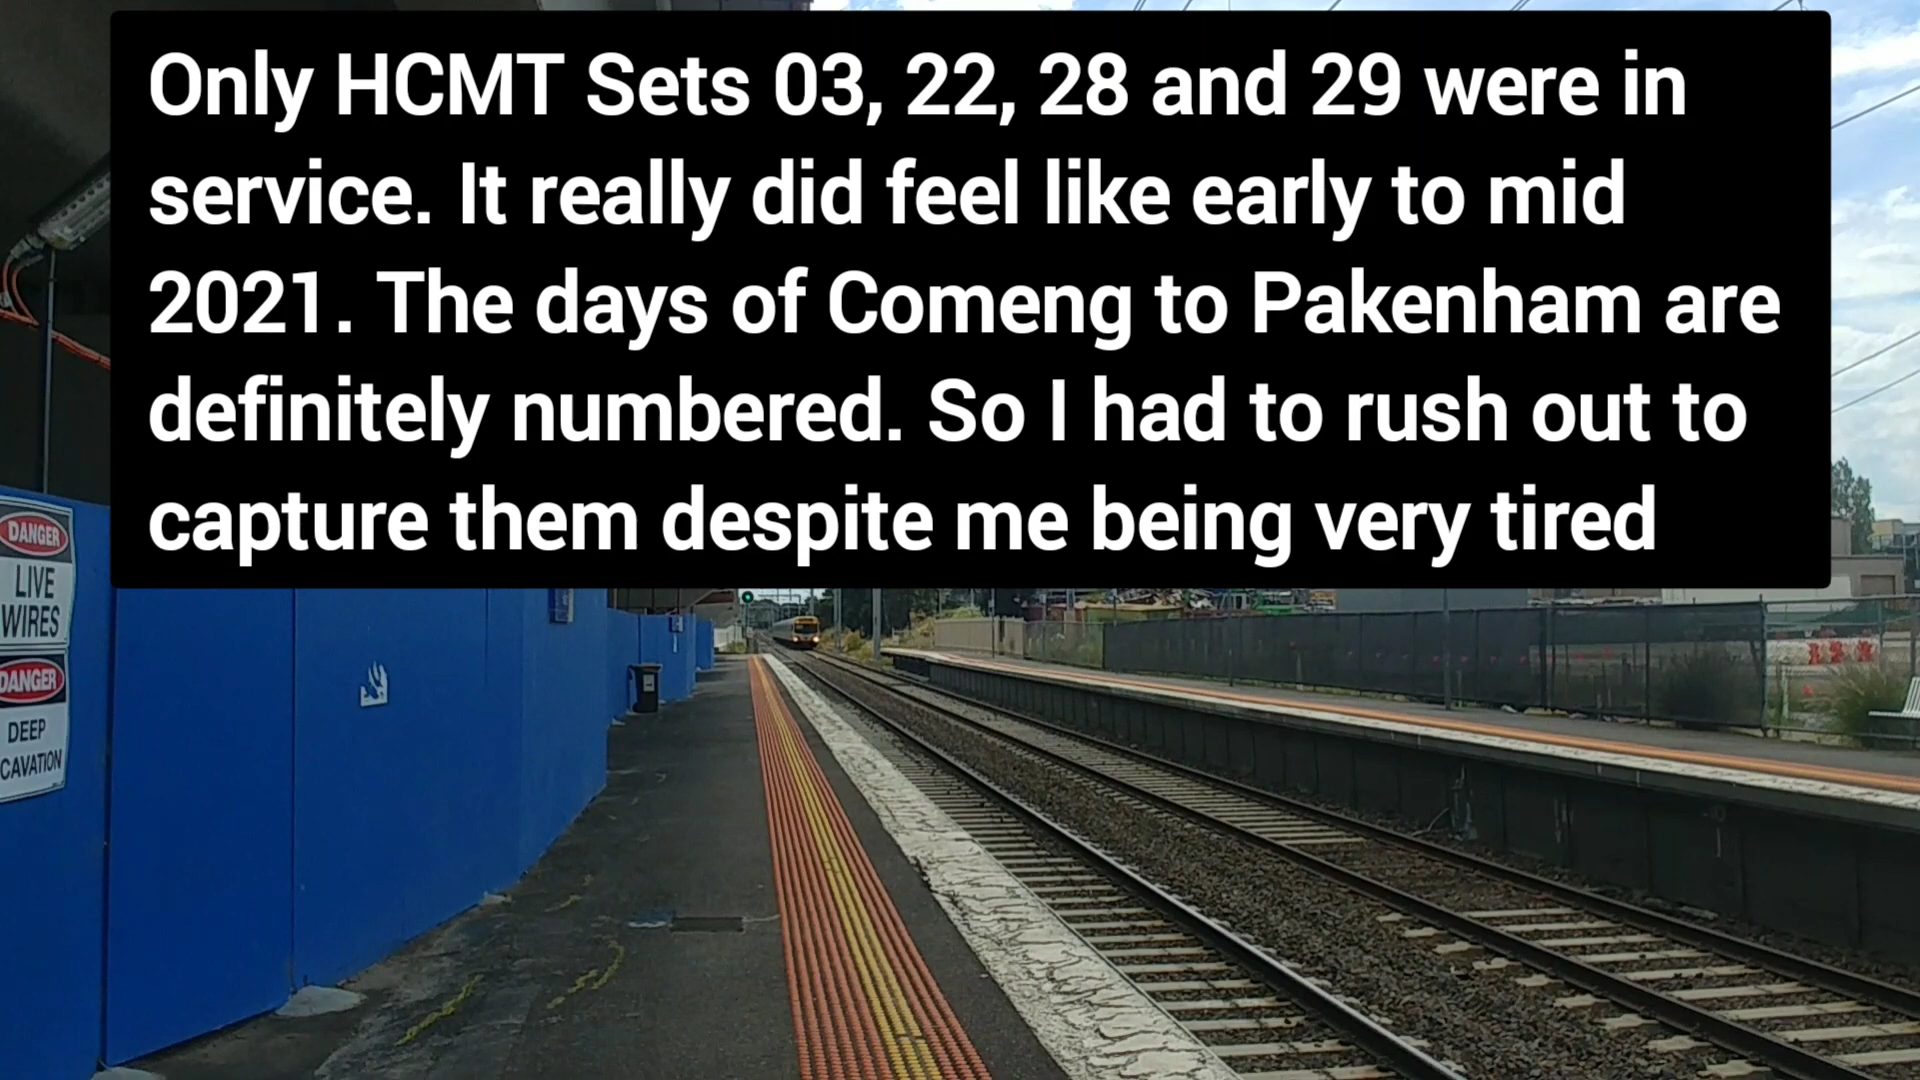 Only HCMT Sets 03, 22, 28 and 29 were in
service. It really did feel like early to mid
2021. The days of Comeng to Pakenham are
definitely numbered. So I had to rush out to
capture them despite me being very tired
DANGER
LIVE
WIRES
DANGER
DEEP
CAVATION